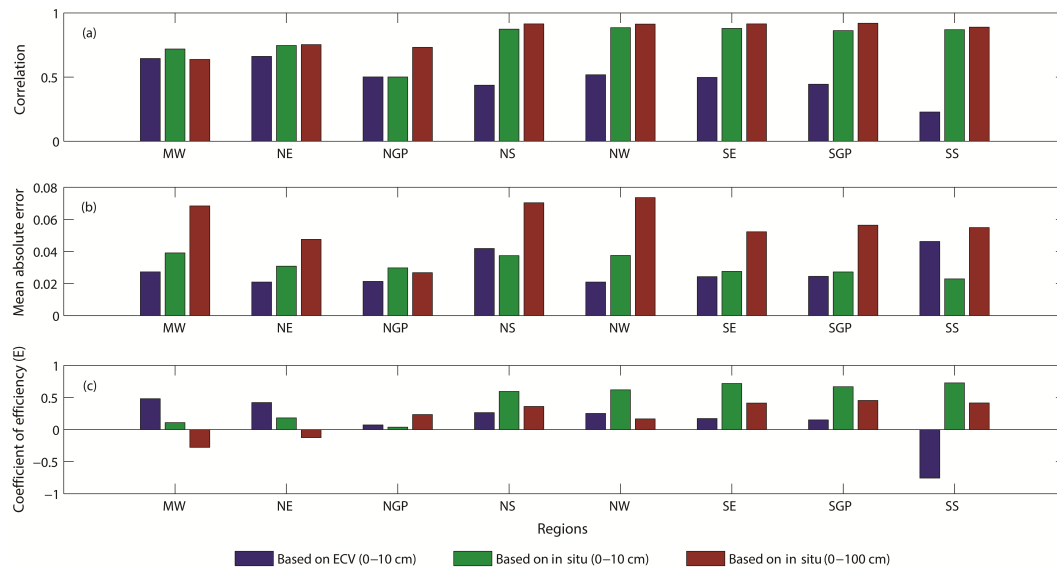 (a)
Correlation
1
0.5
0
MW NE NGP NS NW SE SGP SS
(b)
Mean absolute error
0.08
0.06
0.04
0.02
0
MW NE NGP NS NW SE SGP SS
(c)
Coefficient of efficiency (E)
1
0.5
0
−0.5
−1
MW NE NGP NS NW SE SGP SS
Regions
Based on ECV (0−10 cm) Based on in situ (0−10 cm) Based on in situ (0−100 cm)